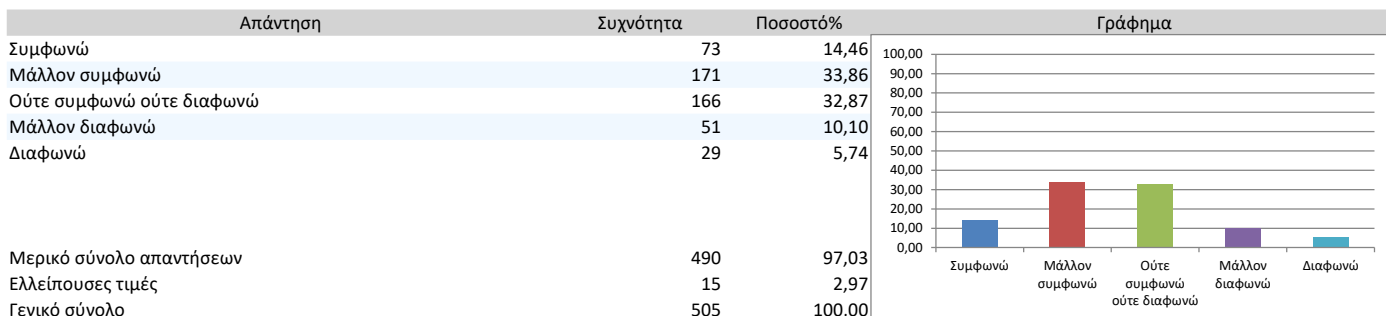 Απάντηση Συχνότητα Ποσοστό% Γράφημα
Συμφωνώ 73 14,46
Μάλλον συμφωνώ 171 33,86
Ούτε συμφωνώ ούτε διαφωνώ 166 32,87
Μάλλον διαφωνώ 51 10,10
Διαφωνώ 29 5,74
Μερικό σύνολο απαντήσεων 490 97,03
Ελλείπουσες τιμές 15 2,97
Γενικό σύνολο 505 100,00
100,00
90,00
80,00
70,00
60,00
50,00
40,00
30,00
20,00
10,00
0,00
Συμφωνώ Μάλλον Ούτε Μάλλον Διαφωνώ
συμφωνώ συμφωνώ διαφωνώ
ούτε διαφωνώ